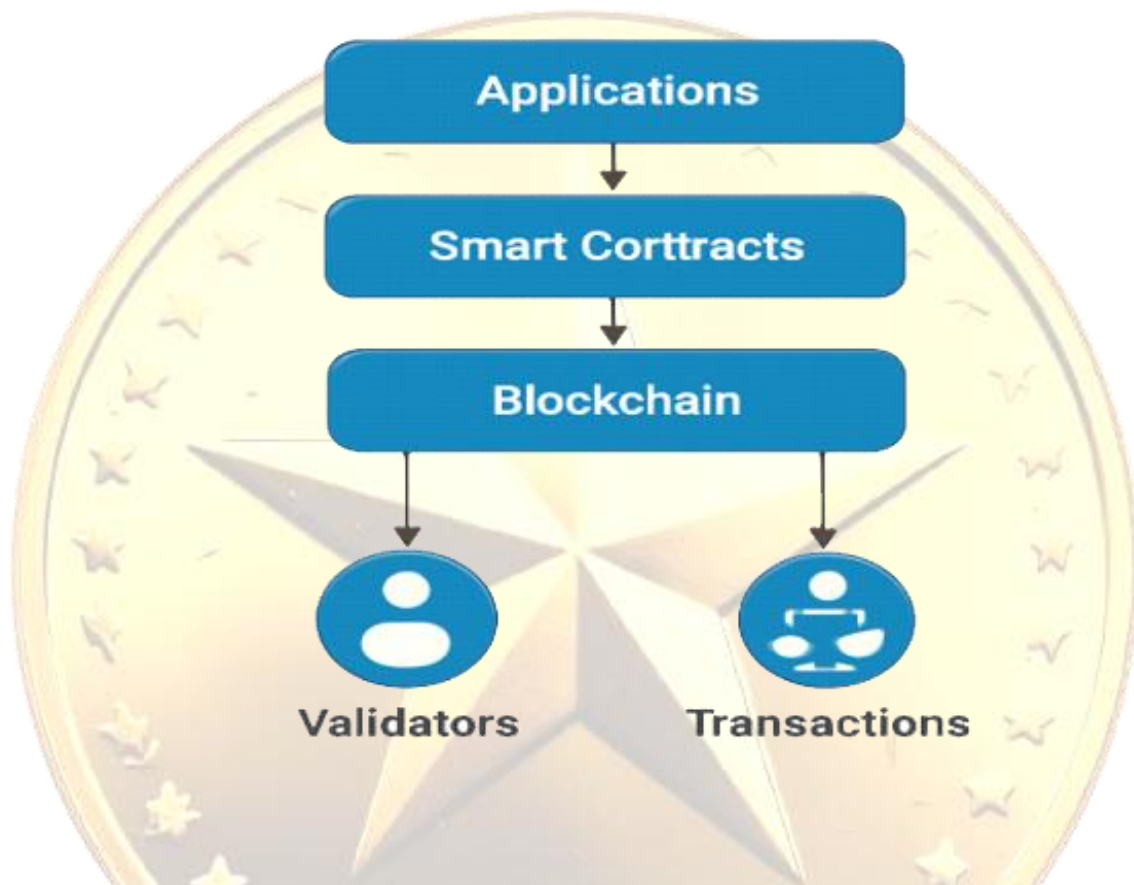 Applications
Smart Corttracts
Blockchain
Validators
Transactions